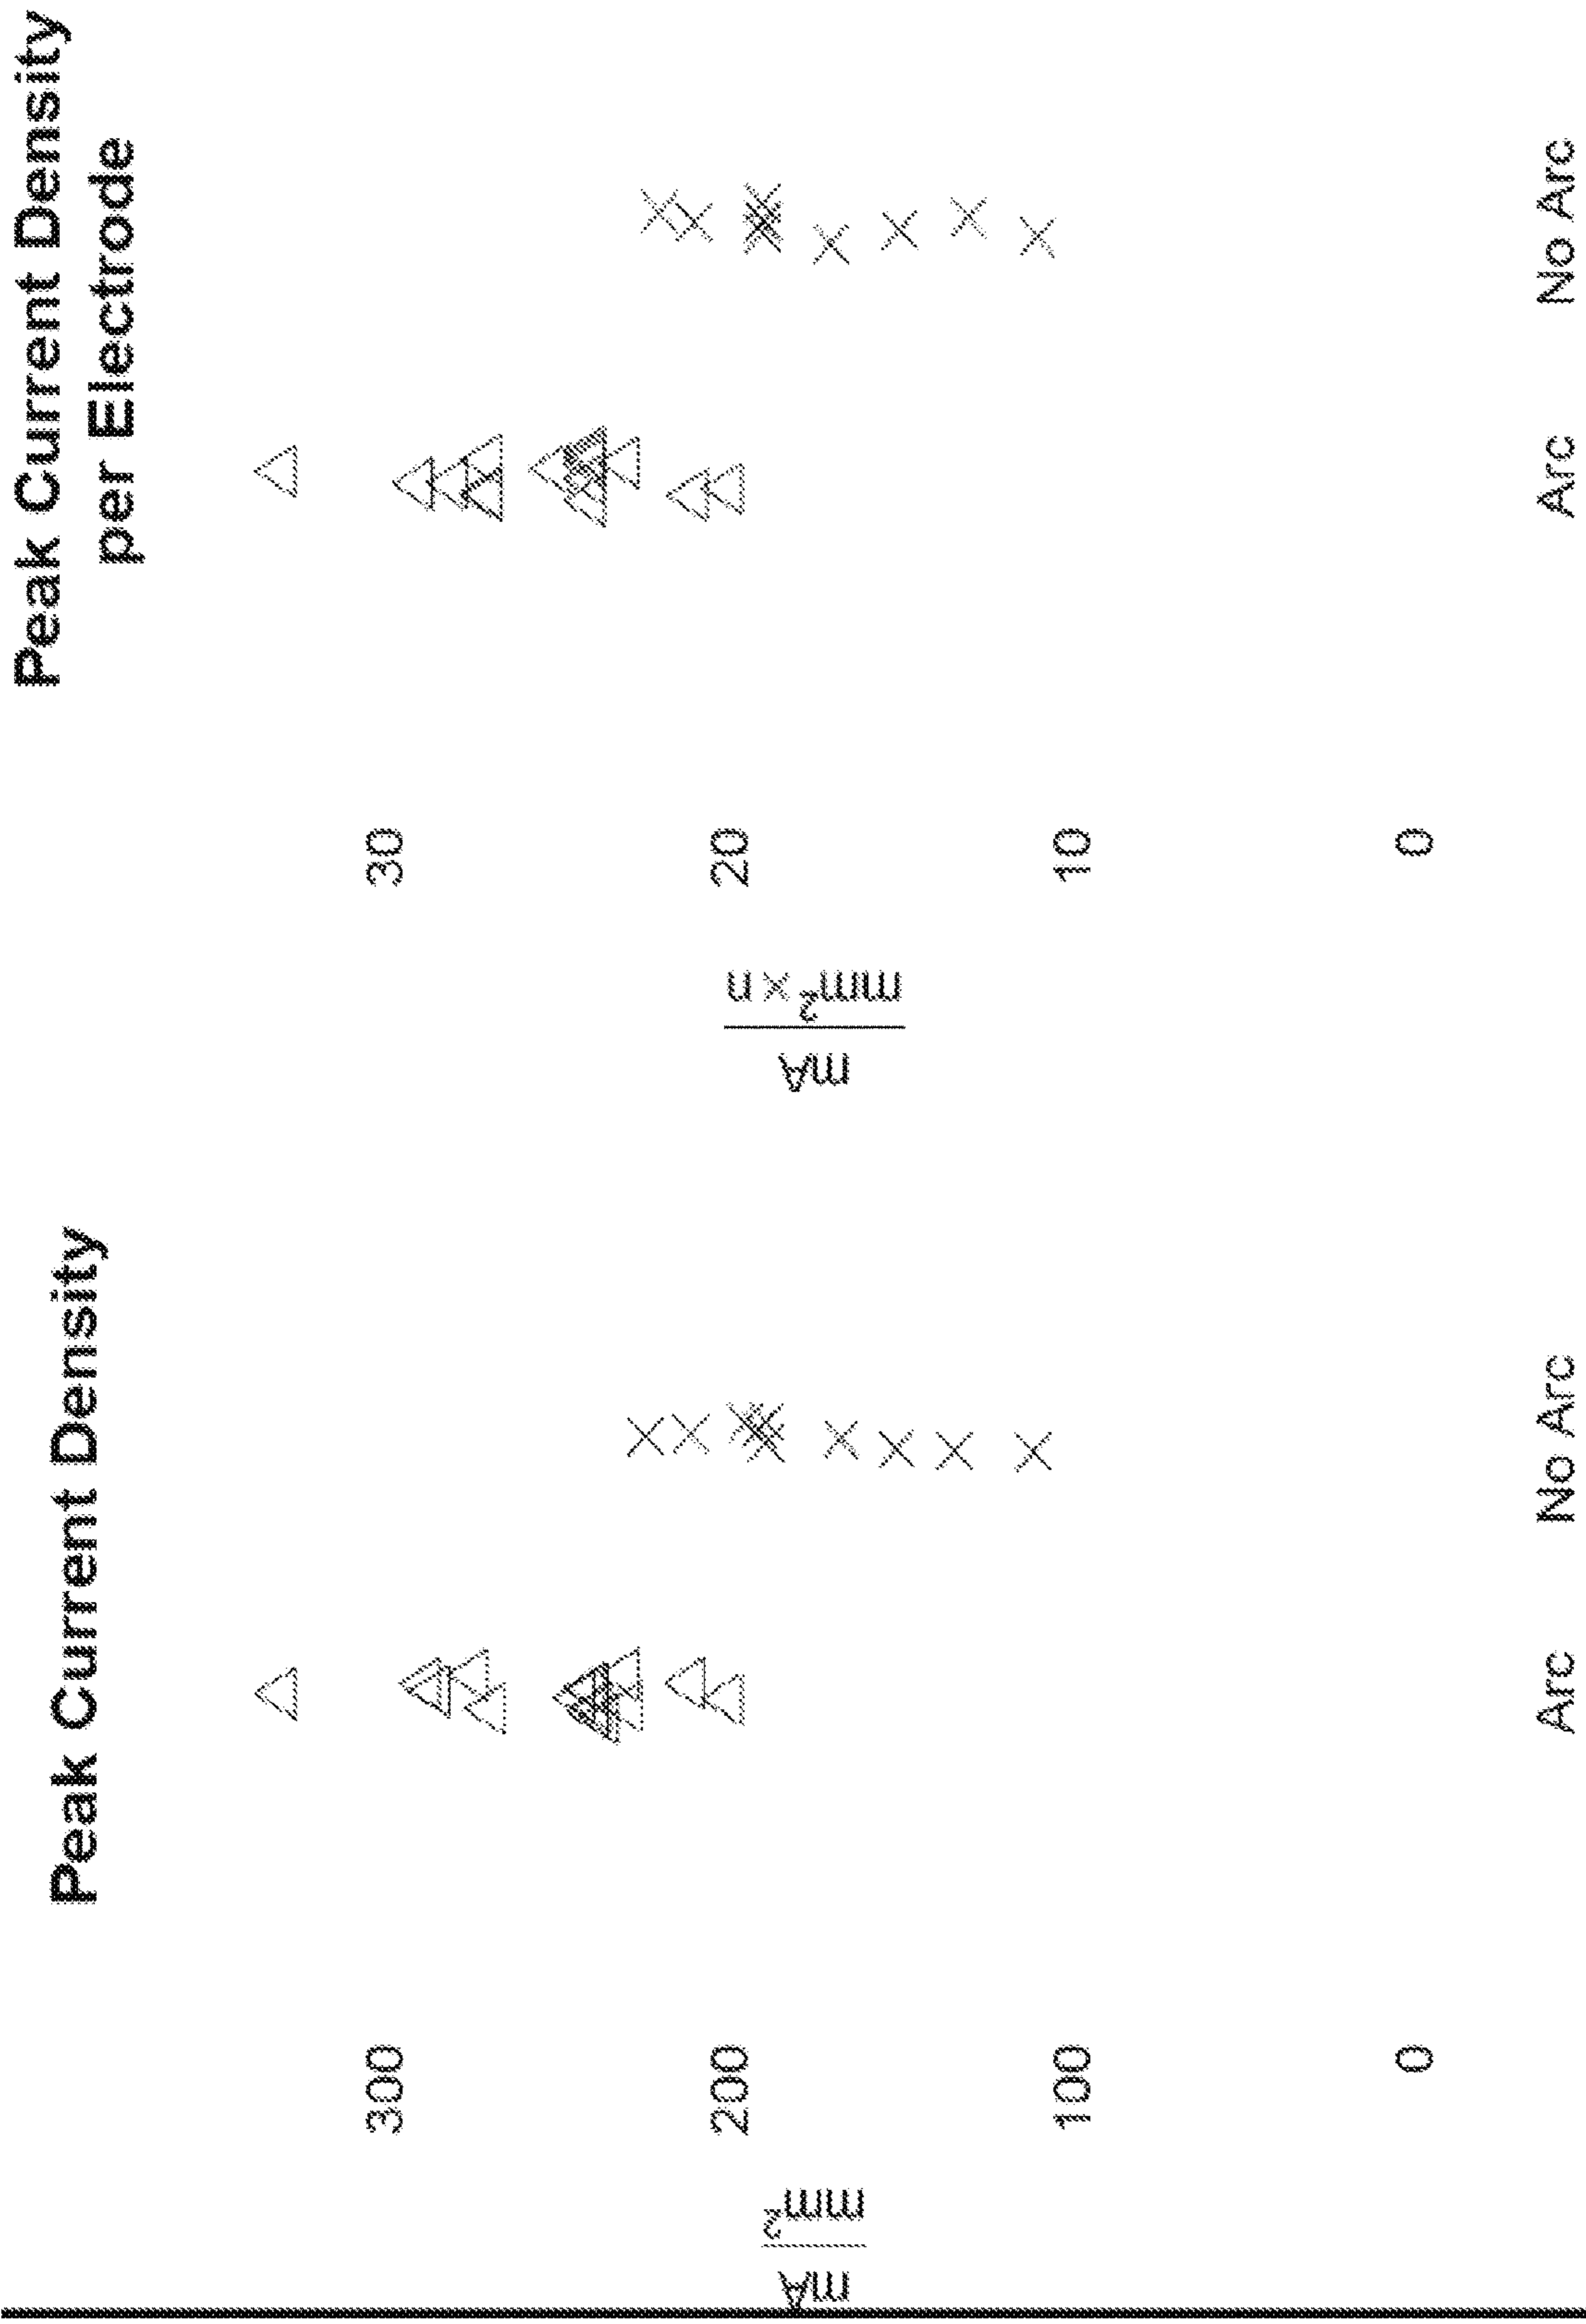 Peak Current Density
300
200
100
0
mA
mm²
Arc
No Arc
Peak Current Density
per Electrode
30
20
10
0
mA
mm² × n
Arc
No Arc